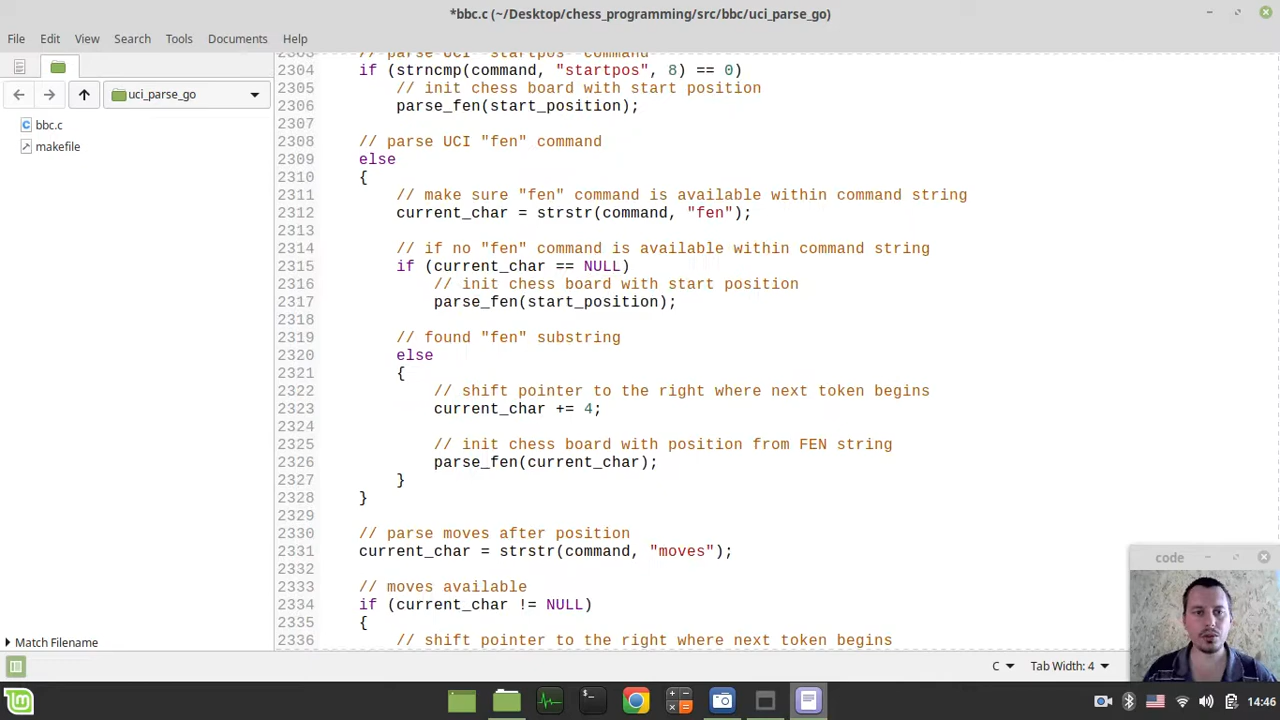 *bbc.c (~/Desktop/chess_programming/src/bbc/uci_parse_go)
File Edit View Search Tools Documents Help
uci_parse_go
bbc.c
makefile
2303 // parse UCI "startpos" command
2304 if (strncmp(command, "startpos", 8) == 0)
2305 // init chess board with start position
2306 parse_fen(start_position);
2307
2308 // parse UCI "fen" command
2309 else
2310 {
2311 // make sure "fen" command is available within command string
2312 current_char = strstr(command, "fen");
2313
2314 // if no "fen" command is available within command string
2315 if (current_char == NULL)
2316 // init chess board with start position
2317 parse_fen(start_position);
2318
2319 // found "fen" substring
2320 else
2321 {
2322 // shift pointer to the right where next token begins
2323 current_char += 4;
2324
2325 // init chess board with position from FEN string
2326 parse_fen(current_char);
2327 }
2328 }
2329
2330 // parse moves after position
2331 current_char = strstr(command, "moves");
2332
2333 // moves available
2334 if (current_char != NULL)
2335 {
2336 // shift pointer to the right where next token begins
code
Match Filename
C Tab Width: 4
14:46